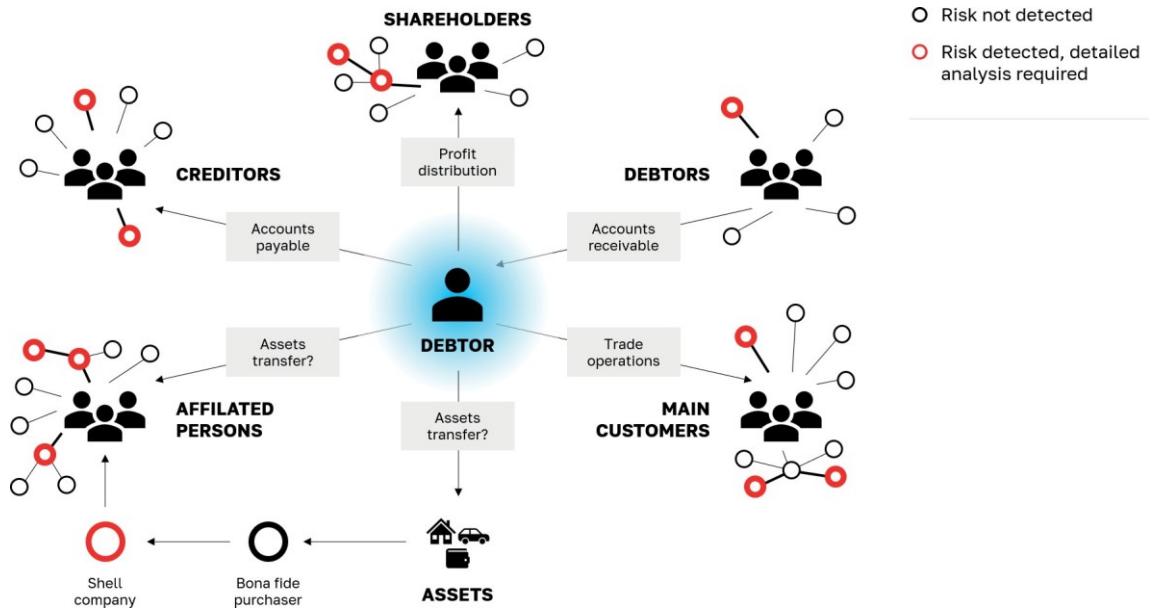 SHAREHOLDERS
Risk not detected
Risk detected, detailed
analysis required
Profit
distribution
CREDITORS
DEBTORS
Accounts
payable
Accounts
receivable
DEBTOR
Assets
transfer?
Trade
operations
AFFILATED
PERSONS
Assets
transfer?
MAIN
CUSTOMERS
Shell
company
Bona fide
purchaser
ASSETS